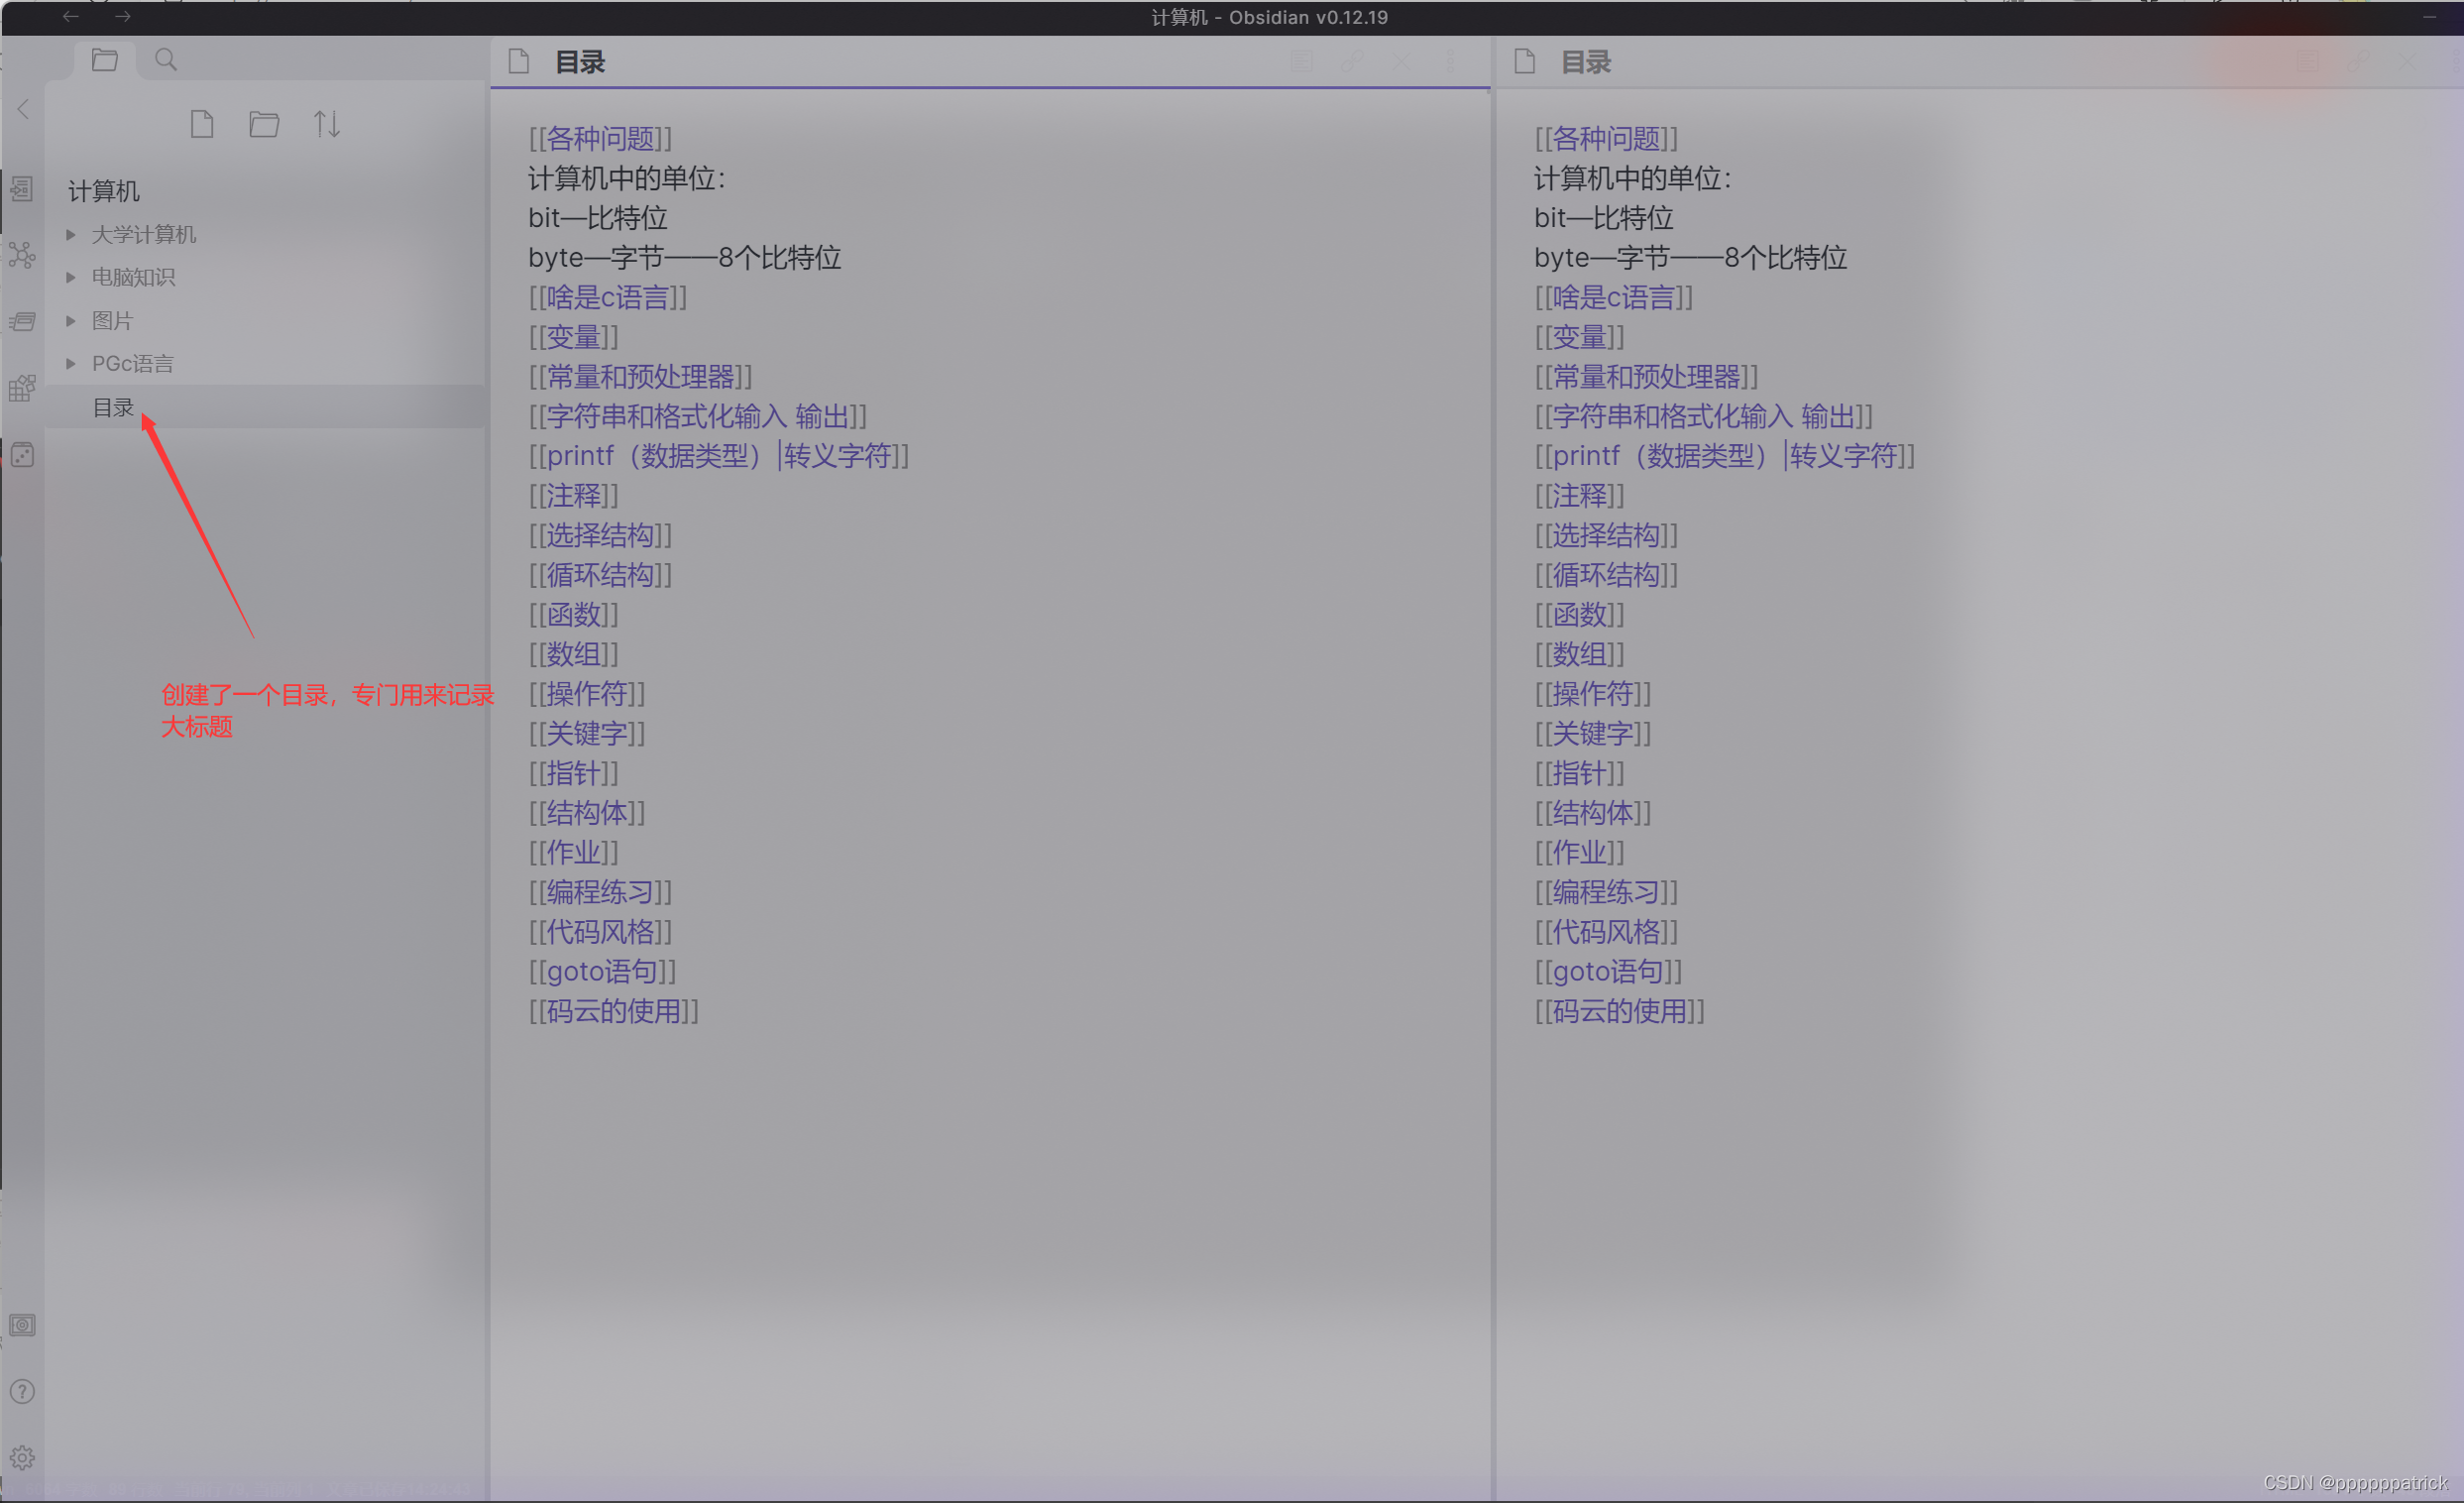 计算机 - Obsidian v0.12.19
计算机
大学计算机
电脑知识
图片
PGc语言
目录
创建了一个目录，专门用来记录
大标题
目录
[[各种问题]]
计算机中的单位：
bit—比特位
byte—字节——8个比特位
[[啥是c语言]]
[[变量]]
[[常量和预处理器]]
[[字符串和格式化输入 输出]]
[[printf（数据类型）|转义字符]]
[[注释]]
[[选择结构]]
[[循环结构]]
[[函数]]
[[数组]]
[[操作符]]
[[关键字]]
[[指针]]
[[结构体]]
[[作业]]
[[编程练习]]
[[代码风格]]
[[goto语句]]
[[码云的使用]]
目录
[[各种问题]]
计算机中的单位：
bit—比特位
byte—字节——8个比特位
[[啥是c语言]]
[[变量]]
[[常量和预处理器]]
[[字符串和格式化输入 输出]]
[[printf（数据类型）|转义字符]]
[[注释]]
[[选择结构]]
[[循环结构]]
[[函数]]
[[数组]]
[[操作符]]
[[关键字]]
[[指针]]
[[结构体]]
[[作业]]
[[编程练习]]
[[代码风格]]
[[goto语句]]
[[码云的使用]]
CSDN @ppppppatrick